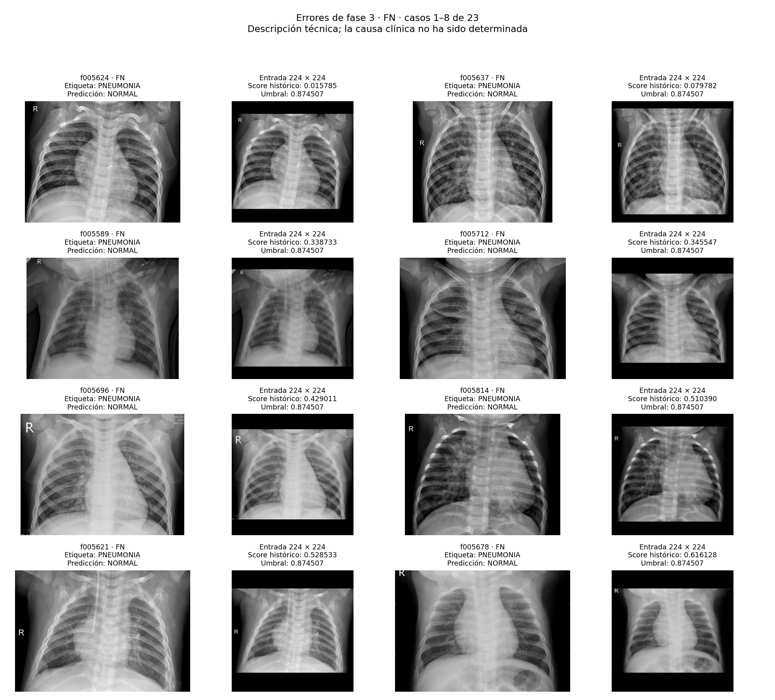 Errores de fase 3 · FN · casos 1–8 de 23
Descripción técnica; la causa clínica no ha sido determinada
f005624 · FN
Etiqueta: PNEUMONIA
Predicción: NORMAL
Entrada 224 × 224
Score histórico: 0.015785
Umbral: 0.874507
f005637 · FN
Etiqueta: PNEUMONIA
Predicción: NORMAL
Entrada 224 × 224
Score histórico: 0.079782
Umbral: 0.874507
R
R
R
R
f005589 · FN
Etiqueta: PNEUMONIA
Predicción: NORMAL
Entrada 224 × 224
Score histórico: 0.338733
Umbral: 0.874507
f005712 · FN
Etiqueta: PNEUMONIA
Predicción: NORMAL
Entrada 224 × 224
Score histórico: 0.345547
Umbral: 0.874507
R
R
f005696 · FN
Etiqueta: PNEUMONIA
Predicción: NORMAL
Entrada 224 × 224
Score histórico: 0.429011
Umbral: 0.874507
f005814 · FN
Etiqueta: PNEUMONIA
Predicción: NORMAL
Entrada 224 × 224
Score histórico: 0.510390
Umbral: 0.874507
R
R
R
R
f005621 · FN
Etiqueta: PNEUMONIA
Predicción: NORMAL
Entrada 224 × 224
Score histórico: 0.528533
Umbral: 0.874507
f005678 · FN
Etiqueta: PNEUMONIA
Predicción: NORMAL
Entrada 224 × 224
Score histórico: 0.616128
Umbral: 0.874507
R
R
R
R